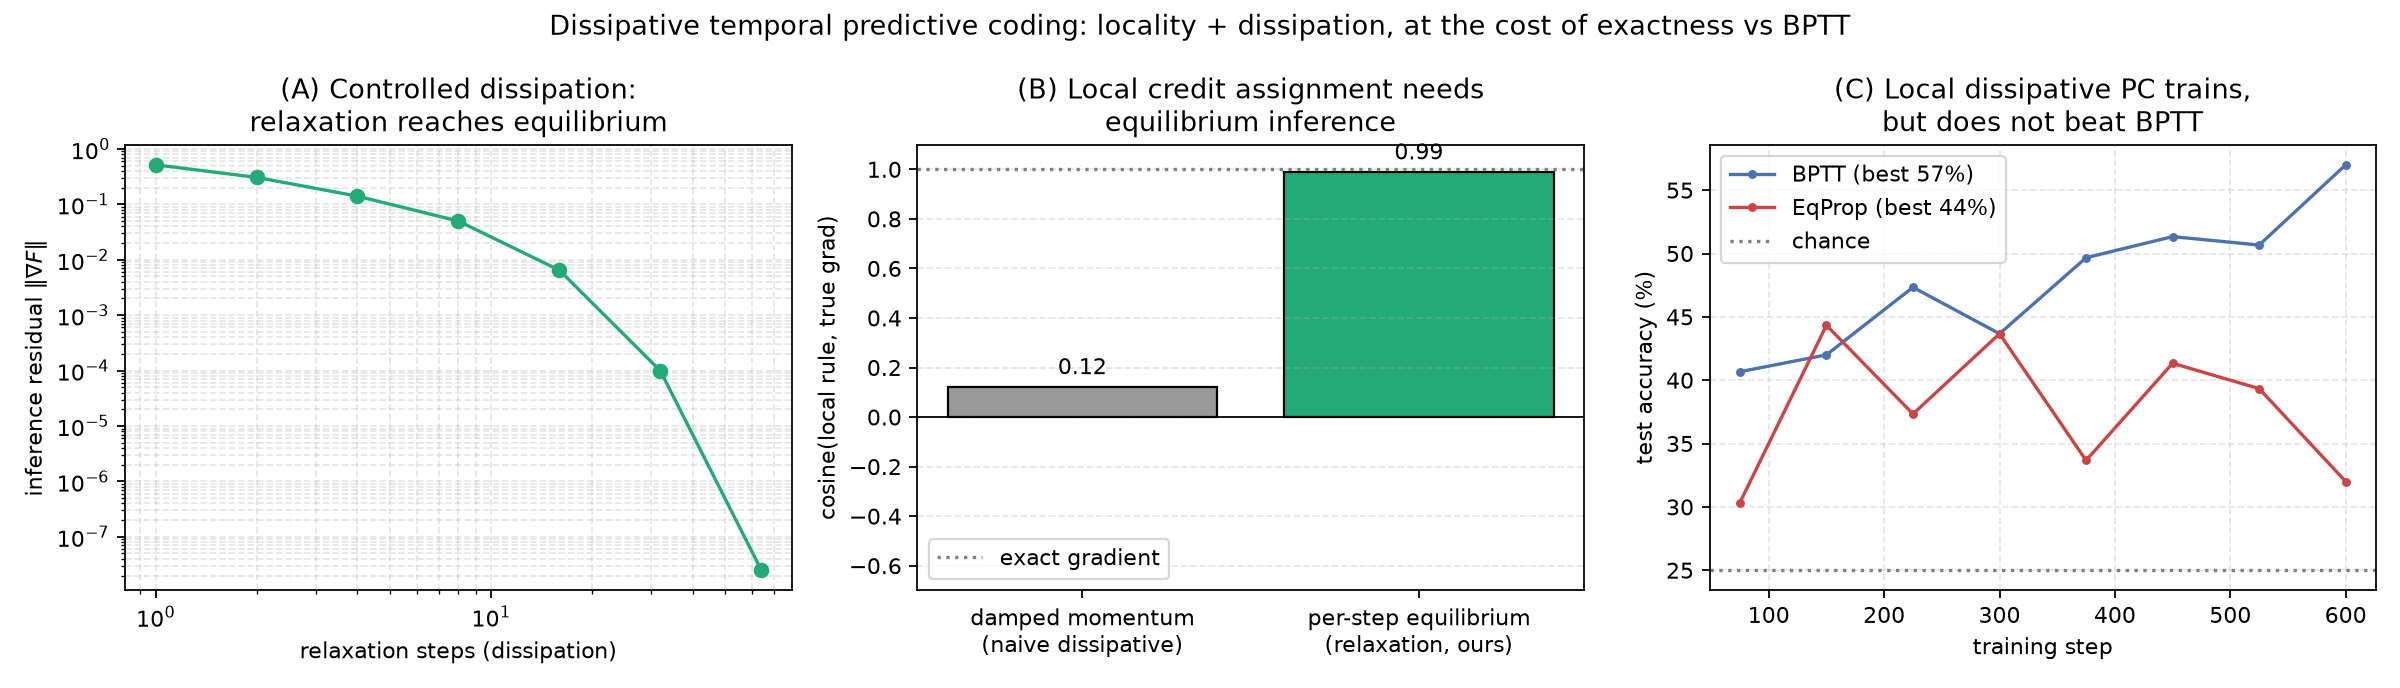 Dissipative temporal predictive coding: locality + dissipation, at the cost of exactness vs BPTT
(A) Controlled dissipation:
relaxation reaches equilibrium
10⁰
10⁻¹
10⁻²
10⁻³
10⁻⁴
10⁻⁵
10⁻⁶
10⁻⁷
inference residual ‖∇F‖
10⁰
10¹
relaxation steps (dissipation)
(B) Local credit assignment needs
equilibrium inference
1.0
0.8
0.6
0.4
0.2
0.0
−0.2
−0.4
−0.6
cosine(local rule, true grad)
0.12
0.99
exact gradient
damped momentum
(naive dissipative)
per-step equilibrium
(relaxation, ours)
(C) Local dissipative PC trains,
but does not beat BPTT
BPTT (best 57%)
EqProp (best 44%)
chance
55
50
45
40
35
30
25
test accuracy (%)
100
200
300
400
500
600
training step